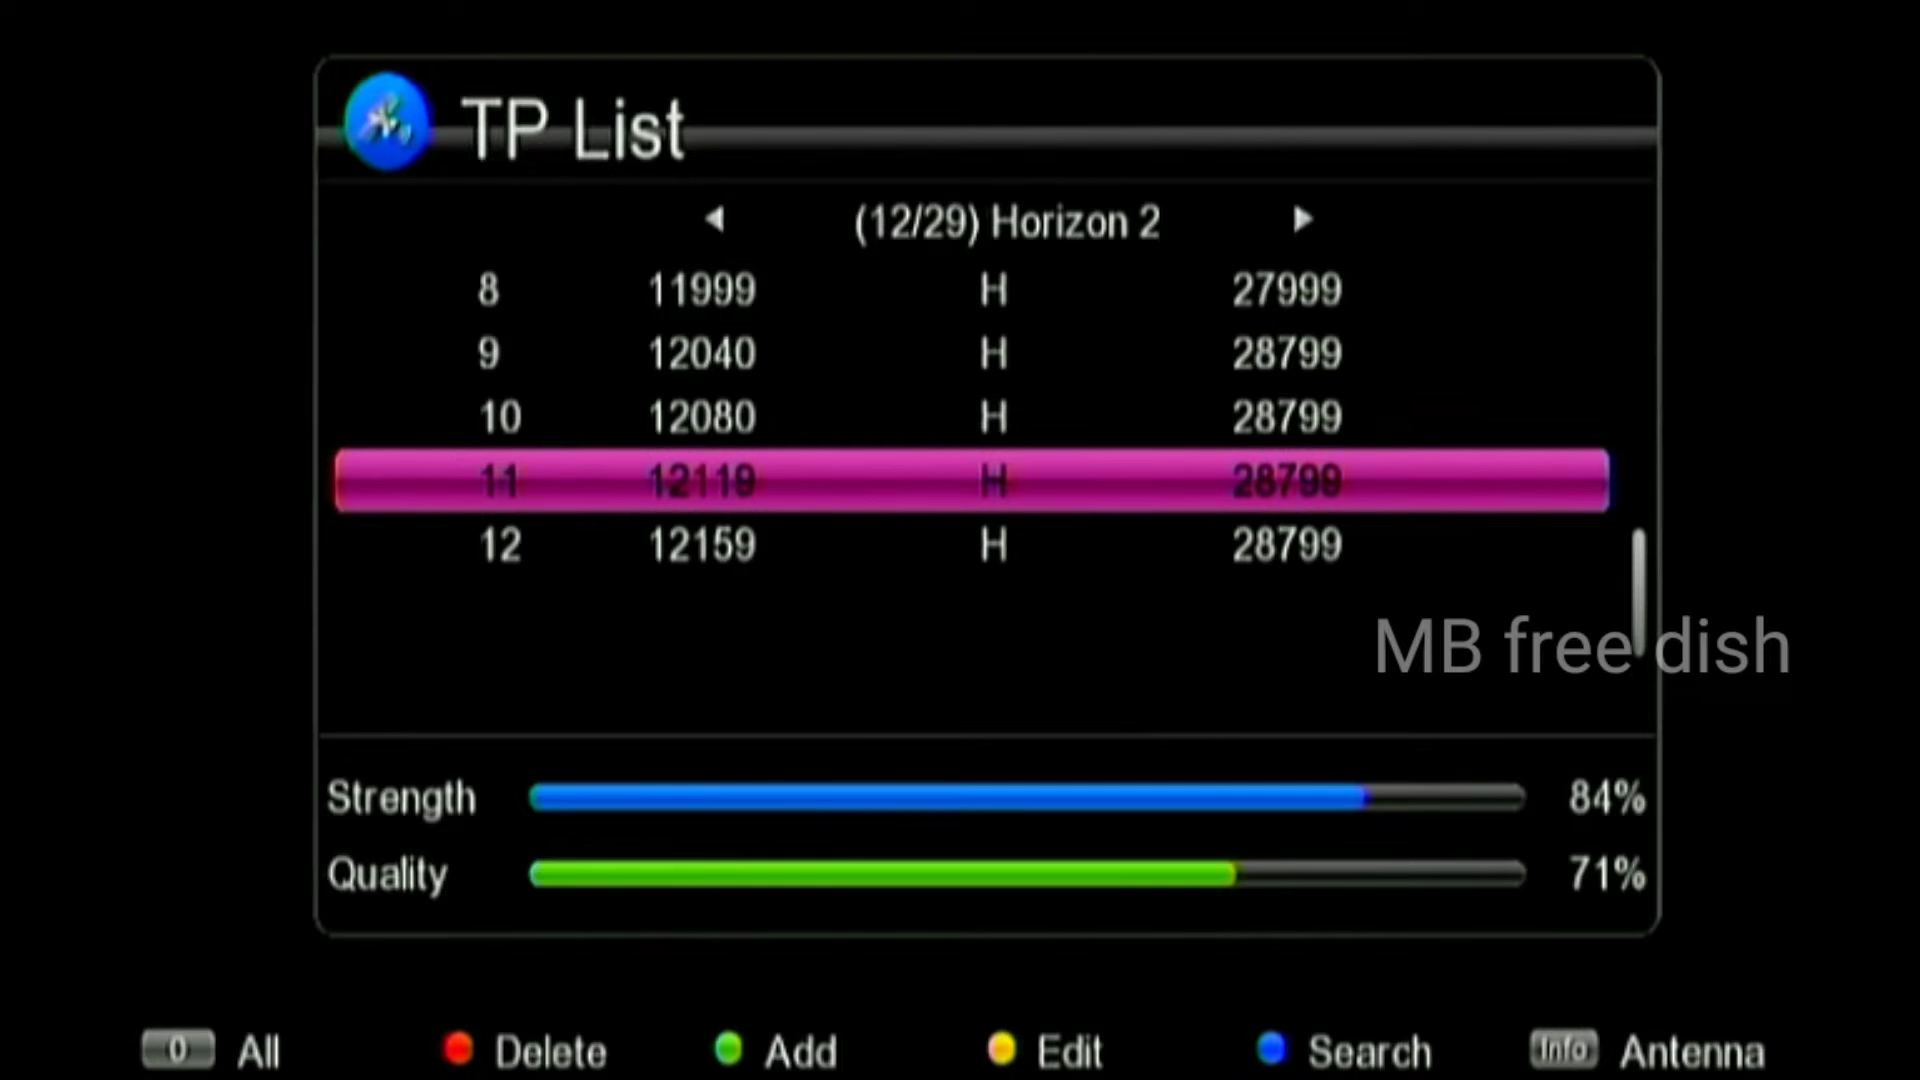 TP List
(12/29) Horizon 2
8 11999 H 27999
9 12040 H 28799
10 12080 H 28799
11 12119 H 28799
12 12159 H 28799
MB free dish
Strength 84%
Quality 71%
0 All Delete Add Edit Search Info Antenna